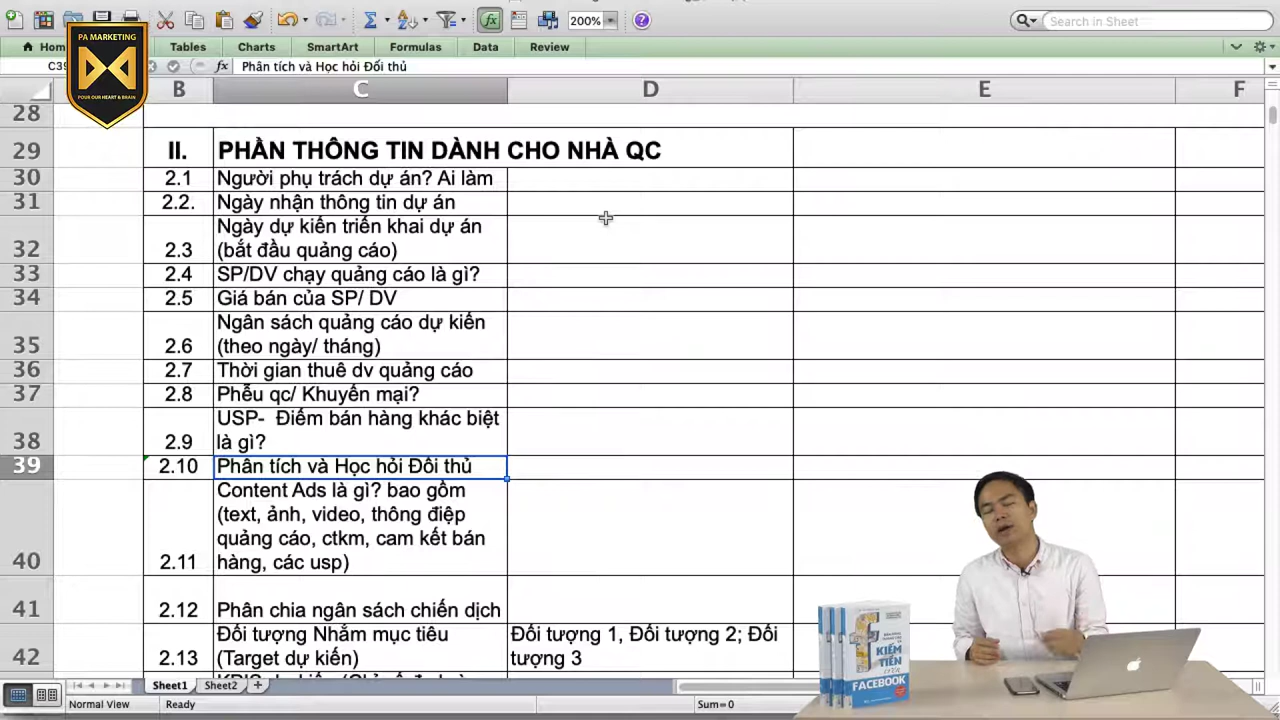 200%
Search in Sheet
PA MARKETING
POUR OUR HEART & BRAIN
Hom
Tables
Charts
SmartArt
Formulas
Data
Review
C39
fx
Phân tích và Học hỏi Đối thủ
B C D E F
28
29 II. PHẦN THÔNG TIN DÀNH CHO NHÀ QC
30 2.1 Người phụ trách dự án? Ai làm
31 2.2. Ngày nhận thông tin dự án
Ngày dự kiến triến khai dự án
32 2.3 (bắt đầu quảng cáo)
33 2.4 SP/DV chạy quảng cáo là gì?
34 2.5 Giá bán của SP/ DV
Ngân sách quảng cáo dự kiến
35 2.6 (theo ngày/ tháng)
36 2.7 Thời gian thuê dv quảng cáo
37 2.8 Phễu qc/ Khuyến mại?
USP- Điếm bán hàng khác biệt
38 2.9 là gì?
39 2.10 Phân tích và Học hỏi Đối thủ
Content Ads là gì? bao gồm
(text, ảnh, video, thông điệp
quảng cáo, ctkm, cam kết bán
40 2.11 hàng, các usp)
41 2.12 Phân chia ngân sách chiến dịch
Đối tượng Nhắm mục tiêu Đối tượng 1, Đối tượng 2; Đối
42 2.13 (Target dự kiến) tượng 3
KIẾM
TIỀN
FACEBOOK
Sheet1 Sheet2
Normal View Ready Sum=0